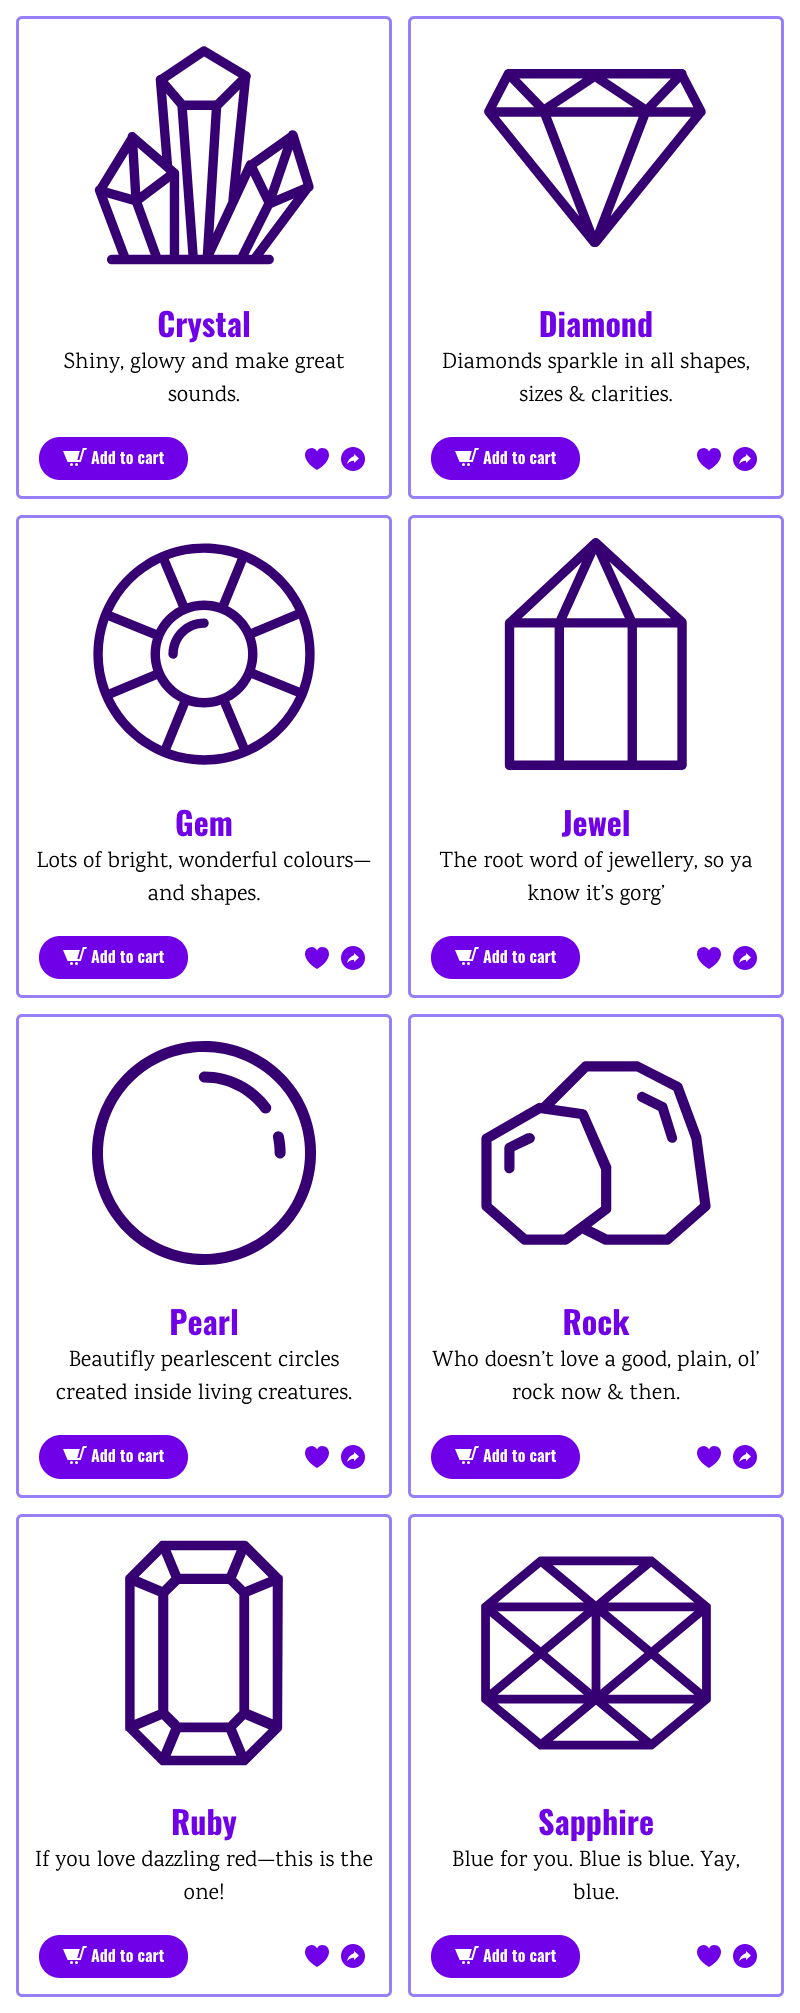 Crystal
Shiny, glowy and make great
sounds.
Add to cart
Diamond
Diamonds sparkle in all shapes,
sizes & clarities.
Add to cart
Gem
Lots of bright, wonderful colours—
and shapes.
Add to cart
Jewel
The root word of jewellery, so ya
know it’s gorg’
Add to cart
Pearl
Beautifly pearlescent circles
created inside living creatures.
Add to cart
Rock
Who doesn’t love a good, plain, ol’
rock now & then.
Add to cart
Ruby
If you love dazzling red—this is the
one!
Add to cart
Sapphire
Blue for you. Blue is blue. Yay,
blue.
Add to cart